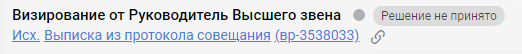 Визирование от Руководитель Высшего звена Решение не принято
Исх. Выписка из протокола совещания (вр-3538033)